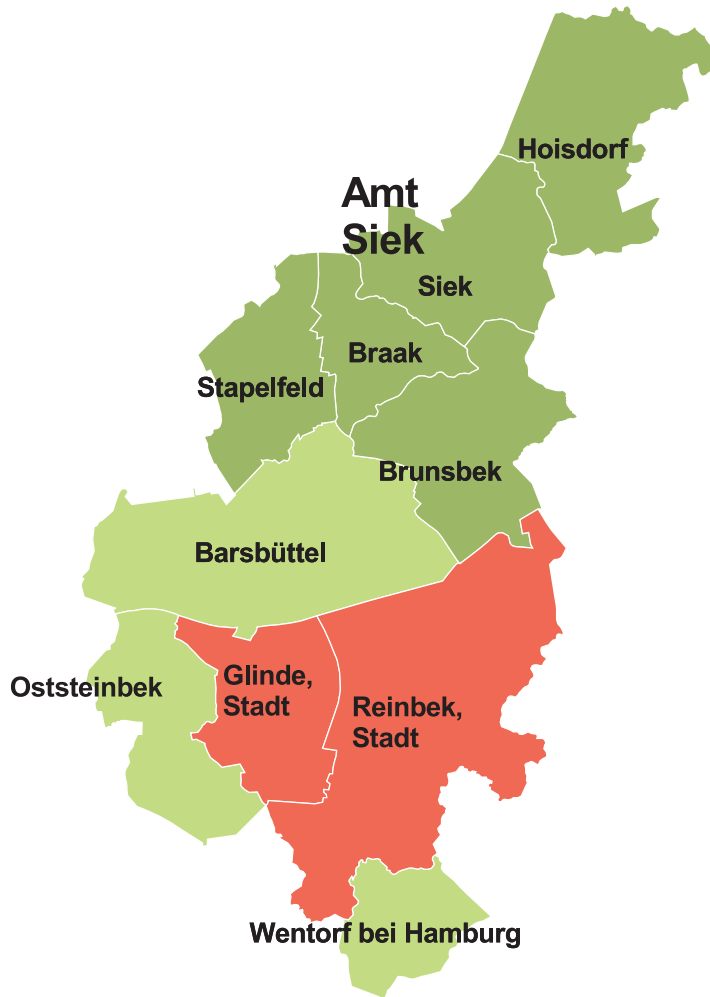 Hoisdorf
Amt
Siek
Siek
Braak
Stapelfeld
Brunsbek
Barsbüttel
Oststeinbek
Glinde,
Stadt
Reinbek,
Stadt
Wentorf bei Hamburg